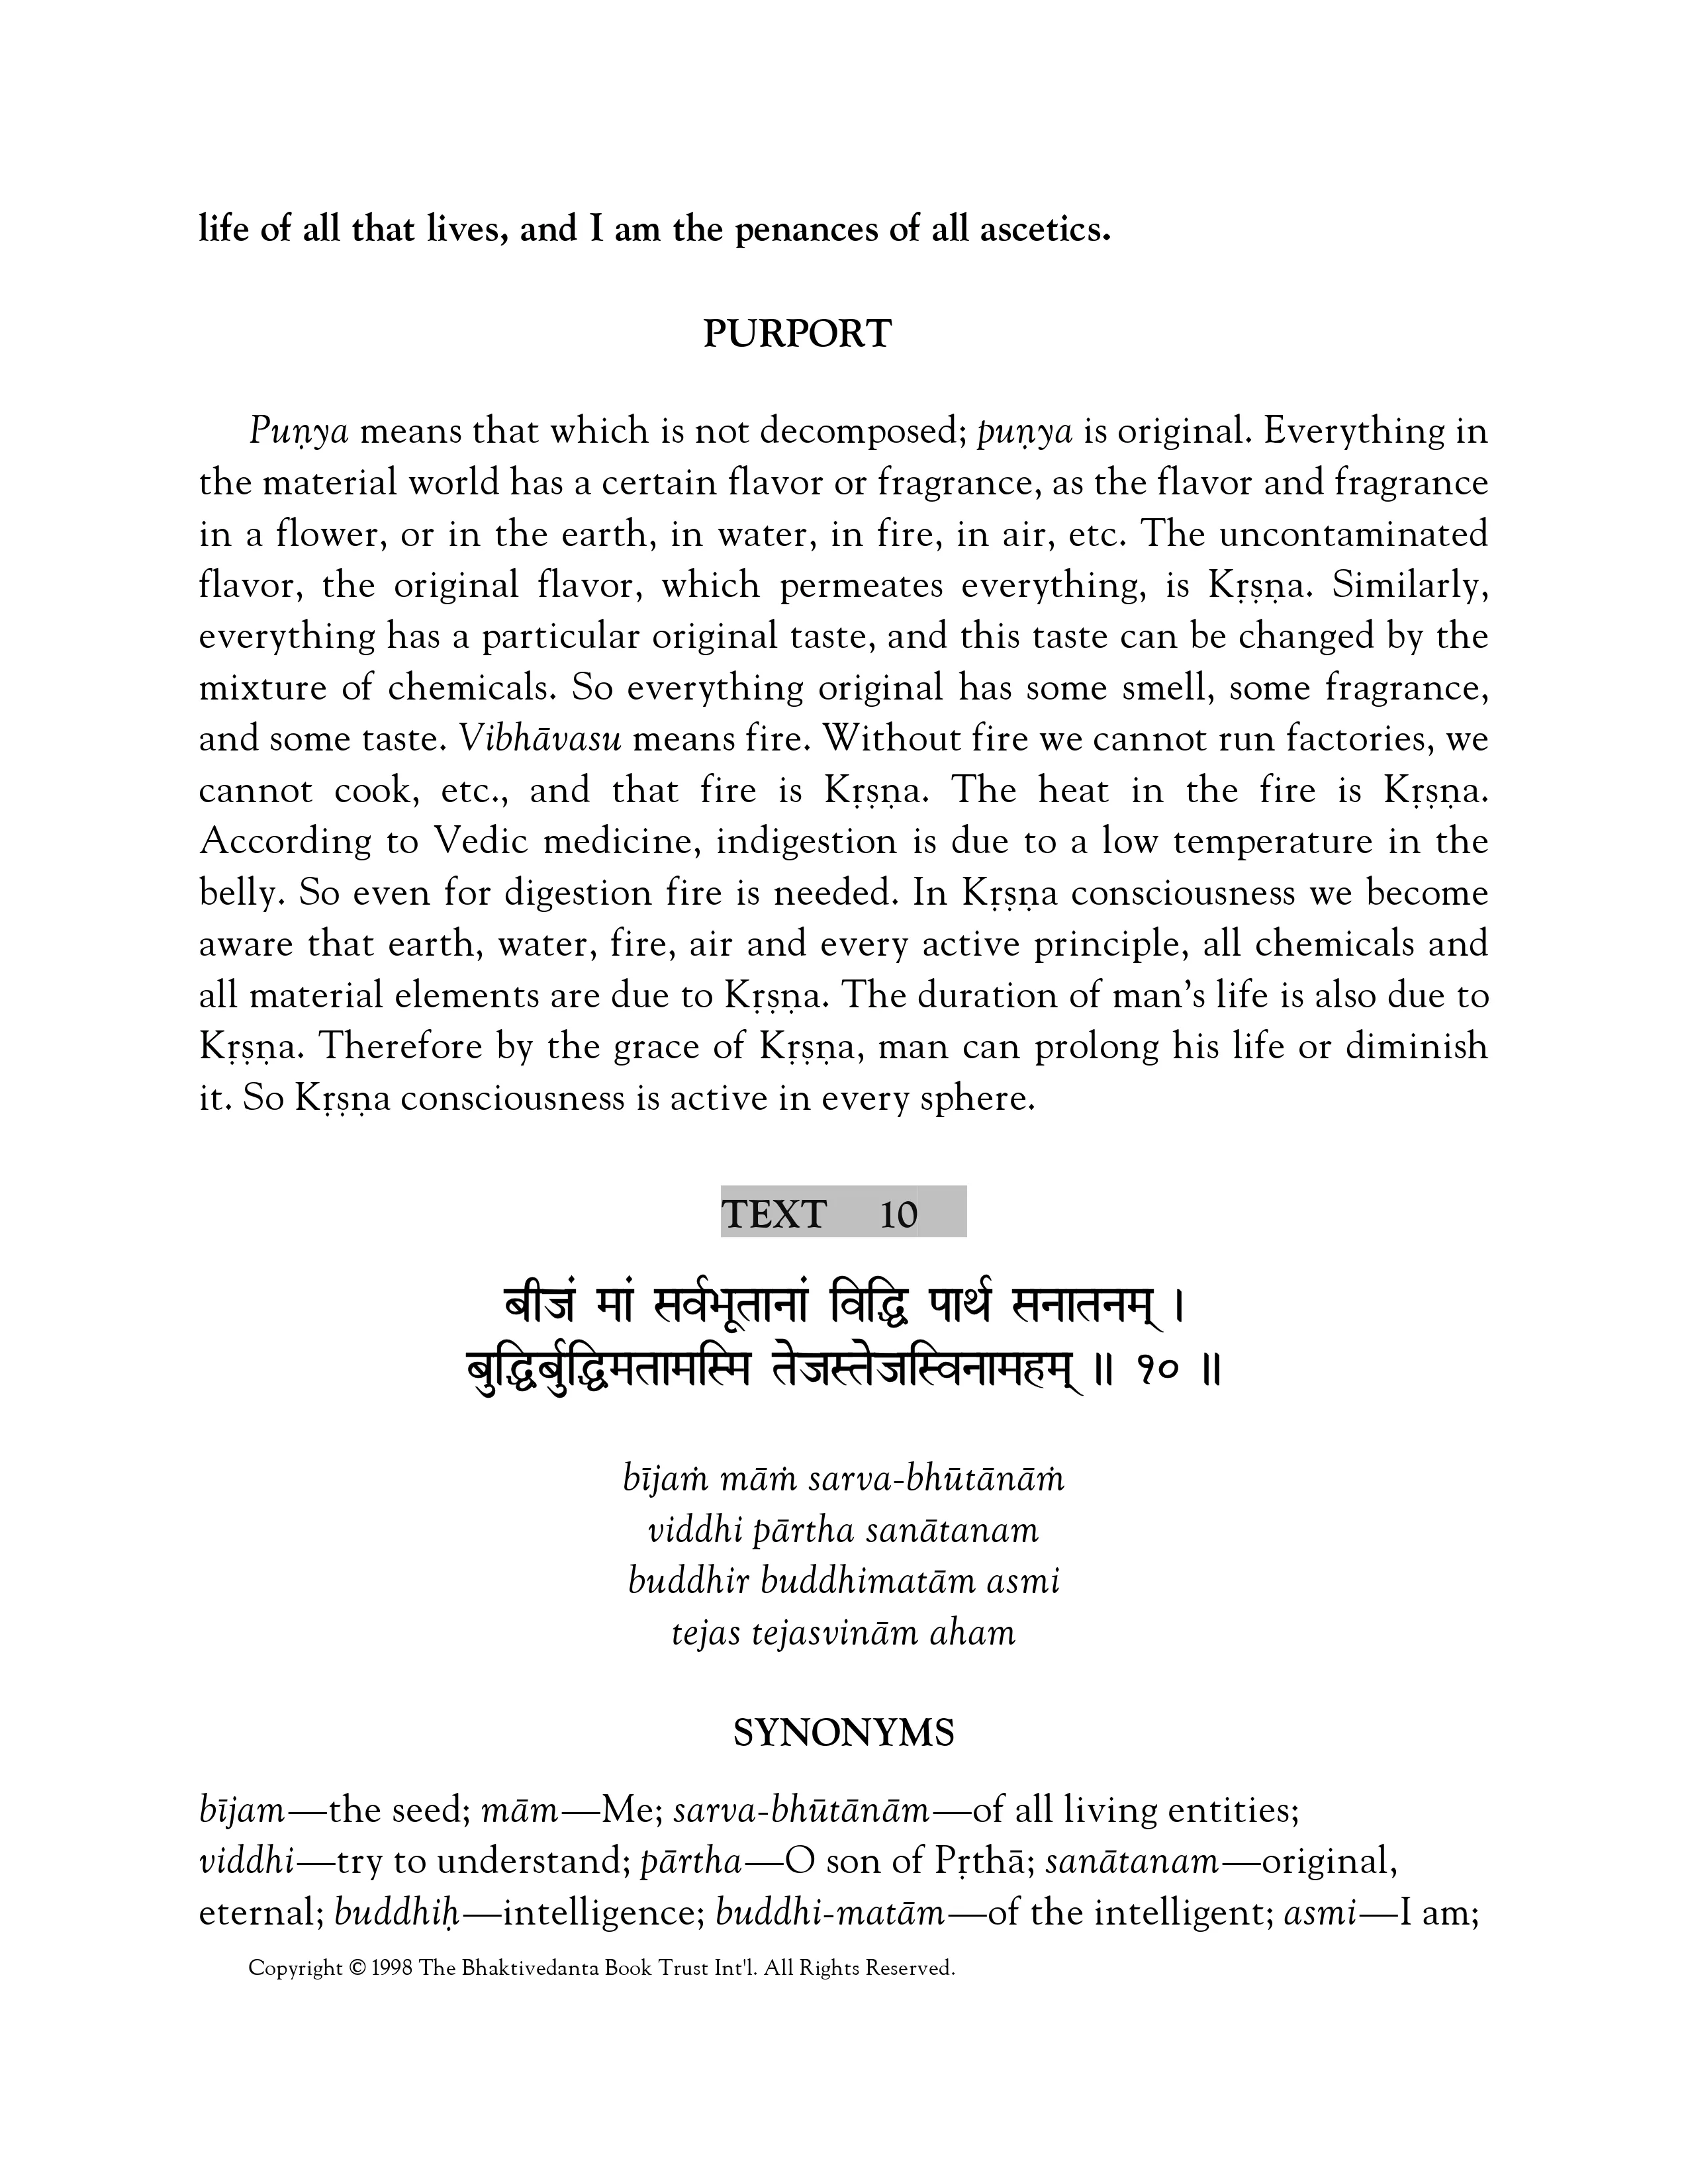 life of all that lives, and I am the penances of all ascetics.
PURPORT
Puṇya means that which is not decomposed; puṇya is original. Everything in
the material world has a certain flavor or fragrance, as the flavor and fragrance
in a flower, or in the earth, in water, in fire, in air, etc. The uncontaminated
flavor, the original flavor, which permeates everything, is Kṛṣṇa. Similarly,
everything has a particular original taste, and this taste can be changed by the
mixture of chemicals. So everything original has some smell, some fragrance,
and some taste. Vibhāvasu means fire. Without fire we cannot run factories, we
cannot cook, etc., and that fire is Kṛṣṇa. The heat in the fire is Kṛṣṇa.
According to Vedic medicine, indigestion is due to a low temperature in the
belly. So even for digestion fire is needed. In Kṛṣṇa consciousness we become
aware that earth, water, fire, air and every active principle, all chemicals and
all material elements are due to Kṛṣṇa. The duration of man’s life is also due to
Kṛṣṇa. Therefore by the grace of Kṛṣṇa, man can prolong his life or diminish
it. So Kṛṣṇa consciousness is active in every sphere.
TEXT 10
बीजं मां सर्वभूतानां विद्धि पार्थ सनातनम् ।
बुद्धिर्बुद्धिमतामस्मि तेजस्तेजस्विनामहम् ॥ १० ॥
bījaṁ māṁ sarva-bhūtānāṁ
viddhi pārtha sanātanam
buddhir buddhimatām asmi
tejas tejasvinām aham
SYNONYMS
bījam—the seed; mām—Me; sarva-bhūtānām—of all living entities;
viddhi—try to understand; pārtha—O son of Pṛthā; sanātanam—original,
eternal; buddhiḥ—intelligence; buddhi-matām—of the intelligent; asmi—I am;
Copyright © 1998 The Bhaktivedanta Book Trust Int'l. All Rights Reserved.